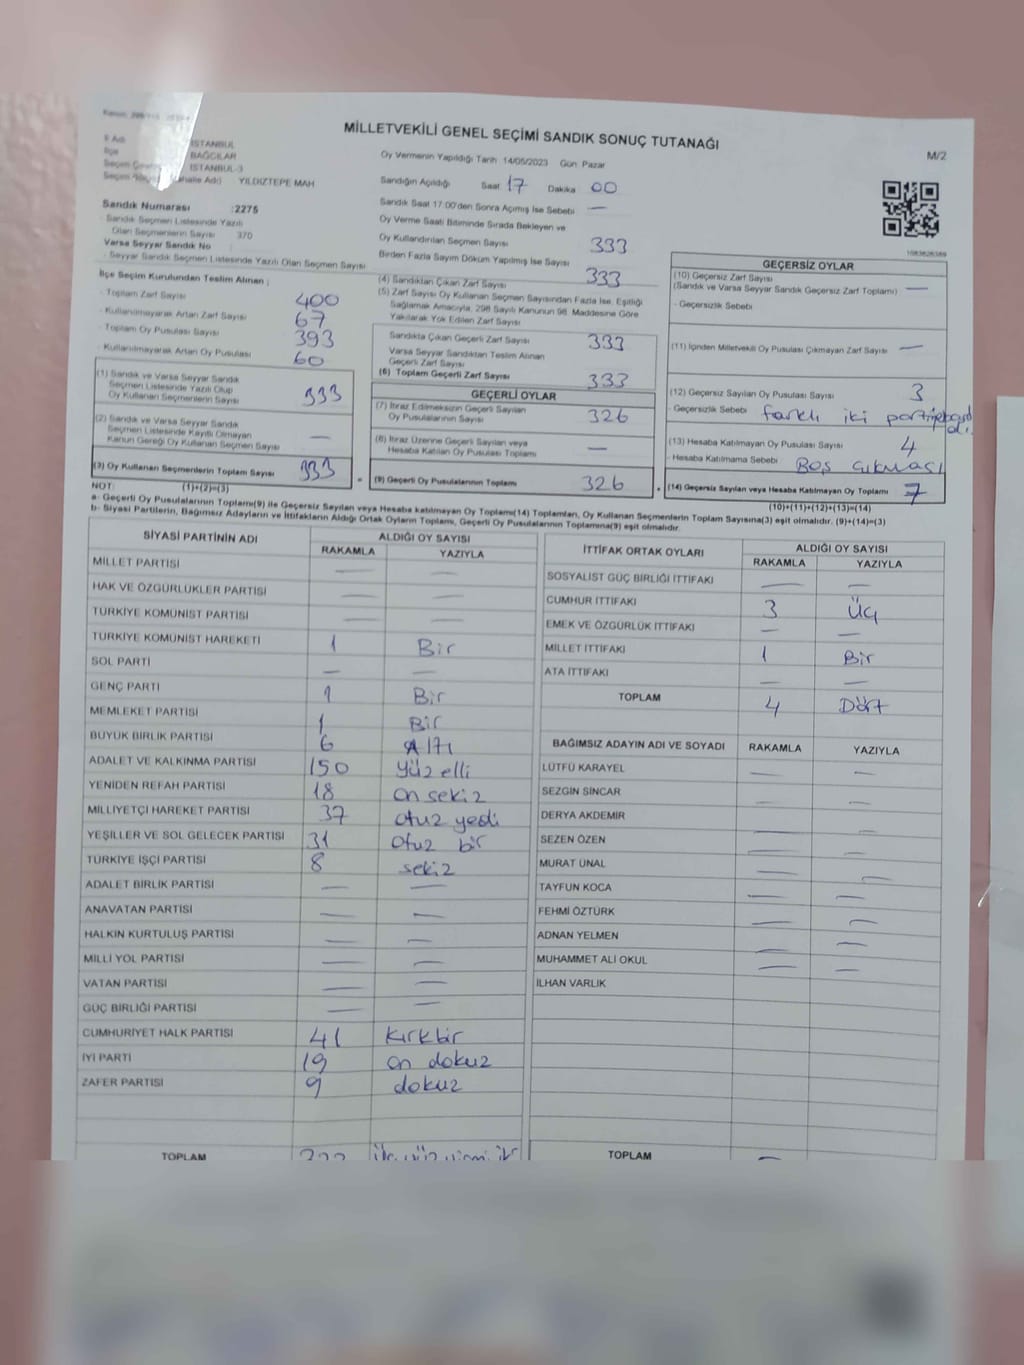 MİLLETVEKİLİ GENEL SEÇİMİ SANDIK SONUÇ TUTANAĞI
M/2
İl Adı İSTANBUL
İlçe BAĞCILAR
Seçim Çevresi İSTANBUL-3
Mahalle Adı) YILDIZTEPE MAH
Sandık Numarası :2275
- Sandık Seçmen Listesinde Yazılı
Olan Seçmenlerin Sayısı 370
Varsa Seyyar Sandık No :
- Seyyar Sandık Seçmen Listesinde Yazılı Olan Seçmen Sayısı
İlçe Seçim Kurulundan Teslim Alınan ;
- Toplam Zarf Sayısı 400
- Kullanılmayarak Artan Zarf Sayısı 67
- Toplam Oy Pusulası Sayısı 393
- Kullanılmayarak Artan Oy Pusulası 60
(1) Sandık ve Varsa Seyyar Sandık
Seçmen Listesinde Yazılı Olup
Oy Kullanan Seçmenlerin Sayısı 333
(2) Sandık ve Varsa Seyyar Sandık
Seçmen Listesinde Kayıtlı Olmayan
Kanun Gereği Oy Kullanan Seçmen Sayısı —
(3) Oy Kullanan Seçmenlerin Toplam Sayısı 333
Oy Vermenin Yapıldığı Tarih 14/05/2023 Gün: Pazar
Sandığın Açıldığı Saat 17 Dakika 00
Sandık Saat 17:00'den Sonra Açılmış İse Sebebi —
Oy Verme Saati Bitiminde Sırada Bekleyen ve
Oy Kullandırılan Seçmen Sayısı 333
Birden Fazla Sayım Döküm Yapılmış İse Sayısı
(4) Sandıktan Çıkan Zarf Sayısı 333
(5) Zarf Sayısı Oy Kullanan Seçmen Sayısından Fazla İse, Eşitliği
Sağlamak Amacıyla, 298 Sayılı Kanunun 98. Maddesine Göre
Yakılarak Yok Edilen Zarf Sayısı
Sandıkta Çıkan Geçerli Zarf Sayısı 333
Varsa Seyyar Sandıktan Teslim Alınan
Geçerli Zarf Sayısı
(6) Toplam Geçerli Zarf Sayısı 333
GEÇERLİ OYLAR
(7) İtiraz Edilmeksizin Geçerli Sayılan
Oy Pusulalarının Sayısı 326
(8) İtiraz Üzerine Geçerli Sayılan veya
Hesaba Katılan Oy Pusulası Toplamı —
(9) Geçerli Oy Pusulalarının Toplamı 326
1083626389
GEÇERSİZ OYLAR
(10) Geçersiz Zarf Sayısı
(Sandık ve Varsa Seyyar Sandık Geçersiz Zarf Toplamı) —
- Geçersizlik Sebebi
(11) İçinden Milletvekili Oy Pusulası Çıkmayan Zarf Sayısı —
(12) Geçersiz Sayılan Oy Pusulası Sayısı 3
- Geçersizlik Sebebi farklı iki partiye
(13) Hesaba Katılmayan Oy Pusulası Sayısı 4
- Hesaba Katılmama Sebebi Boş çıkması
(14) Geçersiz Sayılan veya Hesaba Katılmayan Oy Toplamı 7
NOT: (1)+(2)=(3) (10)+(11)+(12)+(13)=(14)
a- Geçerli Oy Pusulalarının Toplamı(9) ile Geçersiz Sayılan veya Hesaba Katılmayan Oy Toplamı(14) Toplamları, Oy Kullanan Seçmenlerin Toplam Sayısına(3) eşit olmalıdır. (9)+(14)=(3)
b- Siyasi Partilerin, Bağımsız Adayların ve İttifakların Aldığı Ortak Oyların Toplamı, Geçerli Oy Pusulalarının Toplamına(9) eşit olmalıdır.
SİYASİ PARTİNİN ADI ALDIĞI OY SAYISI
RAKAMLA YAZIYLA
MİLLET PARTİSİ — —
HAK VE ÖZGÜRLÜKLER PARTİSİ — —
TÜRKİYE KOMÜNİST PARTİSİ — —
TÜRKİYE KOMÜNİST HAREKETİ 1 Bir
SOL PARTİ — —
GENÇ PARTİ 1 Bir
MEMLEKET PARTİSİ 1 Bir
BÜYÜK BİRLİK PARTİSİ 6 Altı
ADALET VE KALKINMA PARTİSİ 150 Yüz elli
YENİDEN REFAH PARTİSİ 18 on sekiz
MİLLİYETÇİ HAREKET PARTİSİ 37 otuz yedi
YEŞİLLER VE SOL GELECEK PARTİSİ 31 otuz bir
TÜRKİYE İŞÇİ PARTİSİ 8 sekiz
ADALET BİRLİK PARTİSİ — —
ANAVATAN PARTİSİ — —
HALKIN KURTULUŞ PARTİSİ — —
MİLLİ YOL PARTİSİ — —
VATAN PARTİSİ — —
GÜÇ BİRLİĞİ PARTİSİ — —
CUMHURİYET HALK PARTİSİ 41 kırkbir
İYİ PARTİ 19 on dokuz
ZAFER PARTİSİ 9 dokuz
TOPLAM
İTTİFAK ORTAK OYLARI ALDIĞI OY SAYISI
RAKAMLA YAZIYLA
SOSYALİST GÜÇ BİRLİĞİ İTTİFAKI — —
CUMHUR İTTİFAKI 3 Üç
EMEK VE ÖZGÜRLÜK İTTİFAKI — —
MİLLET İTTİFAKI 1 Bir
ATA İTTİFAKI — —
TOPLAM 4 Dört
BAĞIMSIZ ADAYIN ADI VE SOYADI RAKAMLA YAZIYLA
LÜTFÜ KARAYEL — —
SEZGİN SİNCAR — —
DERYA AKDEMİR — —
SEZEN ÖZEN — —
MURAT ÜNAL — —
TAYFUN KOCA — —
FEHMİ ÖZTÜRK — —
ADNAN YELMEN — —
MUHAMMET ALİ OKUL — —
İLHAN VARLIK
TOPLAM —